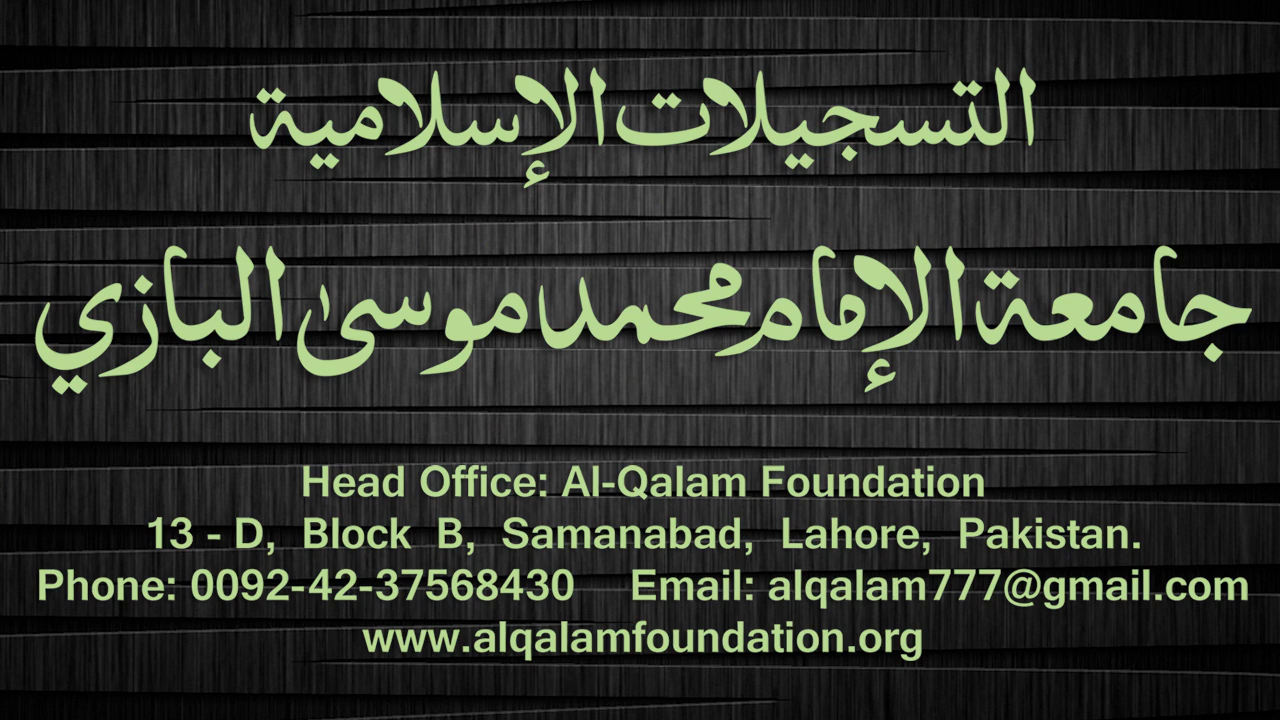 التسجيلات الإسلامية
جامعة الإمام محمد موسىٰ البازي
Head Office: Al-Qalam Foundation
13 - D, Block B, Samanabad, Lahore, Pakistan.
Phone: 0092-42-37568430 Email: alqalam777@gmail.com
www.alqalamfoundation.org